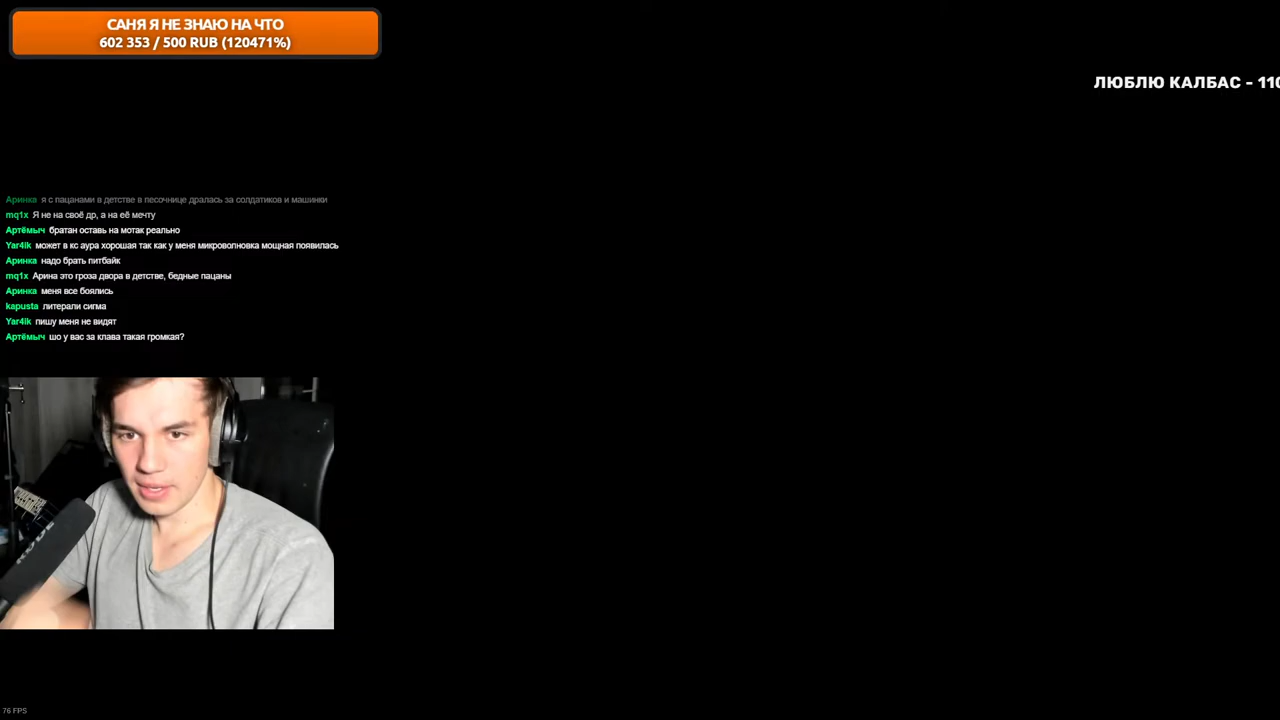 САНЯ Я НЕ ЗНАЮ НА ЧТО
602 353 / 500 RUB (120471%)
ЛЮБЛЮ КАЛБАС - 110
Аринка я с пацанами в детстве в песочнице дралась за солдатиков и машинки
mq1x Я не на своё др, а на её мечту
Артёмыч братан оставь на мотак реально
Yar4ik может в кс аура хорошая так как у меня микроволновка мощная появилась
Аринка надо брать питбайк
mq1x Арина это гроза двора в детстве, бедные пацаны
Аринка меня все боялись
kapusta литерали сигма
Yar4ik пишу меня не видят
Артёмыч шо у вас за клава такая громкая?
76 FPS